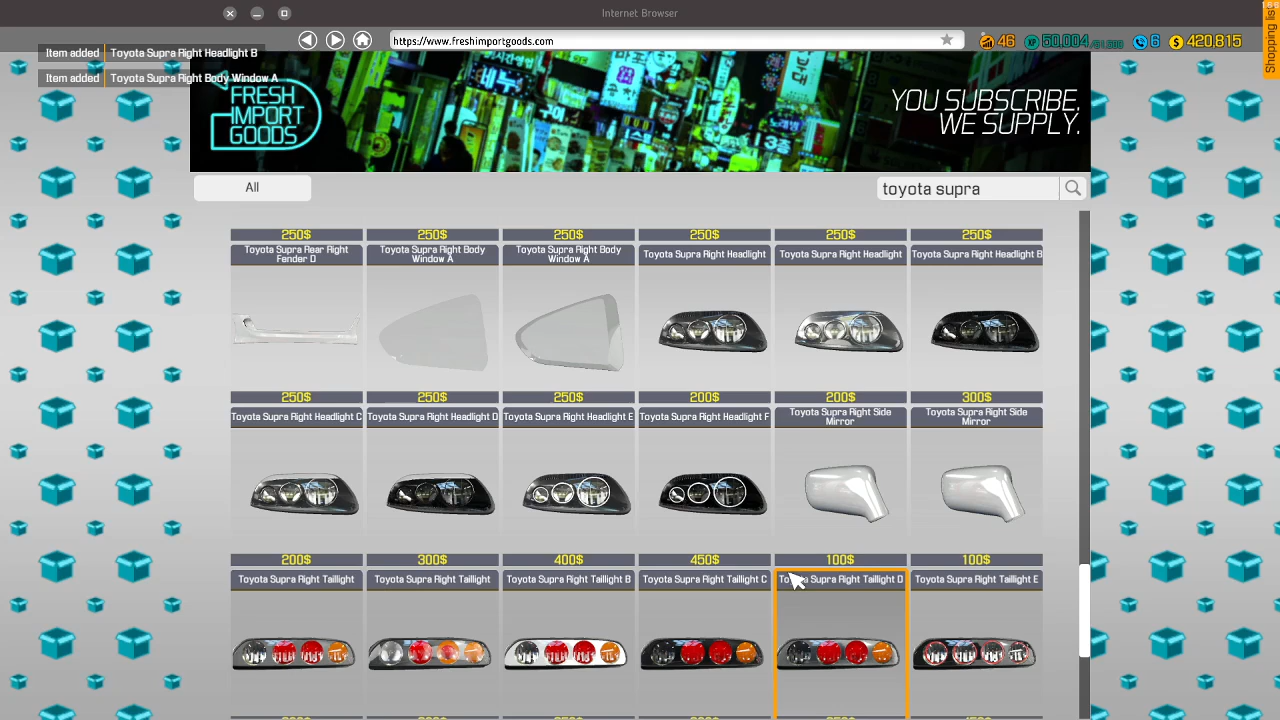 Internet Browser
https://www.freshimportgoods.com
46
50,004/51,600
6
420,815
Shopping list
Item added Toyota Supra Right Headlight B
Item added Toyota Supra Right Body Window A
FRESH
IMPORT
GOODS
YOU SUBSCRIBE.
WE SUPPLY.
All
toyota supra
250$ 250$ 250$ 250$ 250$ 250$
Toyota Supra Rear Right
Fender D
Toyota Supra Right Body
Window A
Toyota Supra Right Body
Window A
Toyota Supra Right Headlight
Toyota Supra Right Headlight
Toyota Supra Right Headlight B
250$ 250$ 250$ 200$ 200$ 300$
Toyota Supra Right Headlight C
Toyota Supra Right Headlight D
Toyota Supra Right Headlight E
Toyota Supra Right Headlight F
Toyota Supra Right Side
Mirror
Toyota Supra Right Side
Mirror
200$ 300$ 400$ 450$ 100$ 100$
Toyota Supra Right Taillight
Toyota Supra Right Taillight
Toyota Supra Right Taillight B
Toyota Supra Right Taillight C
Supra Right Taillight D
Toyota Supra Right Taillight E